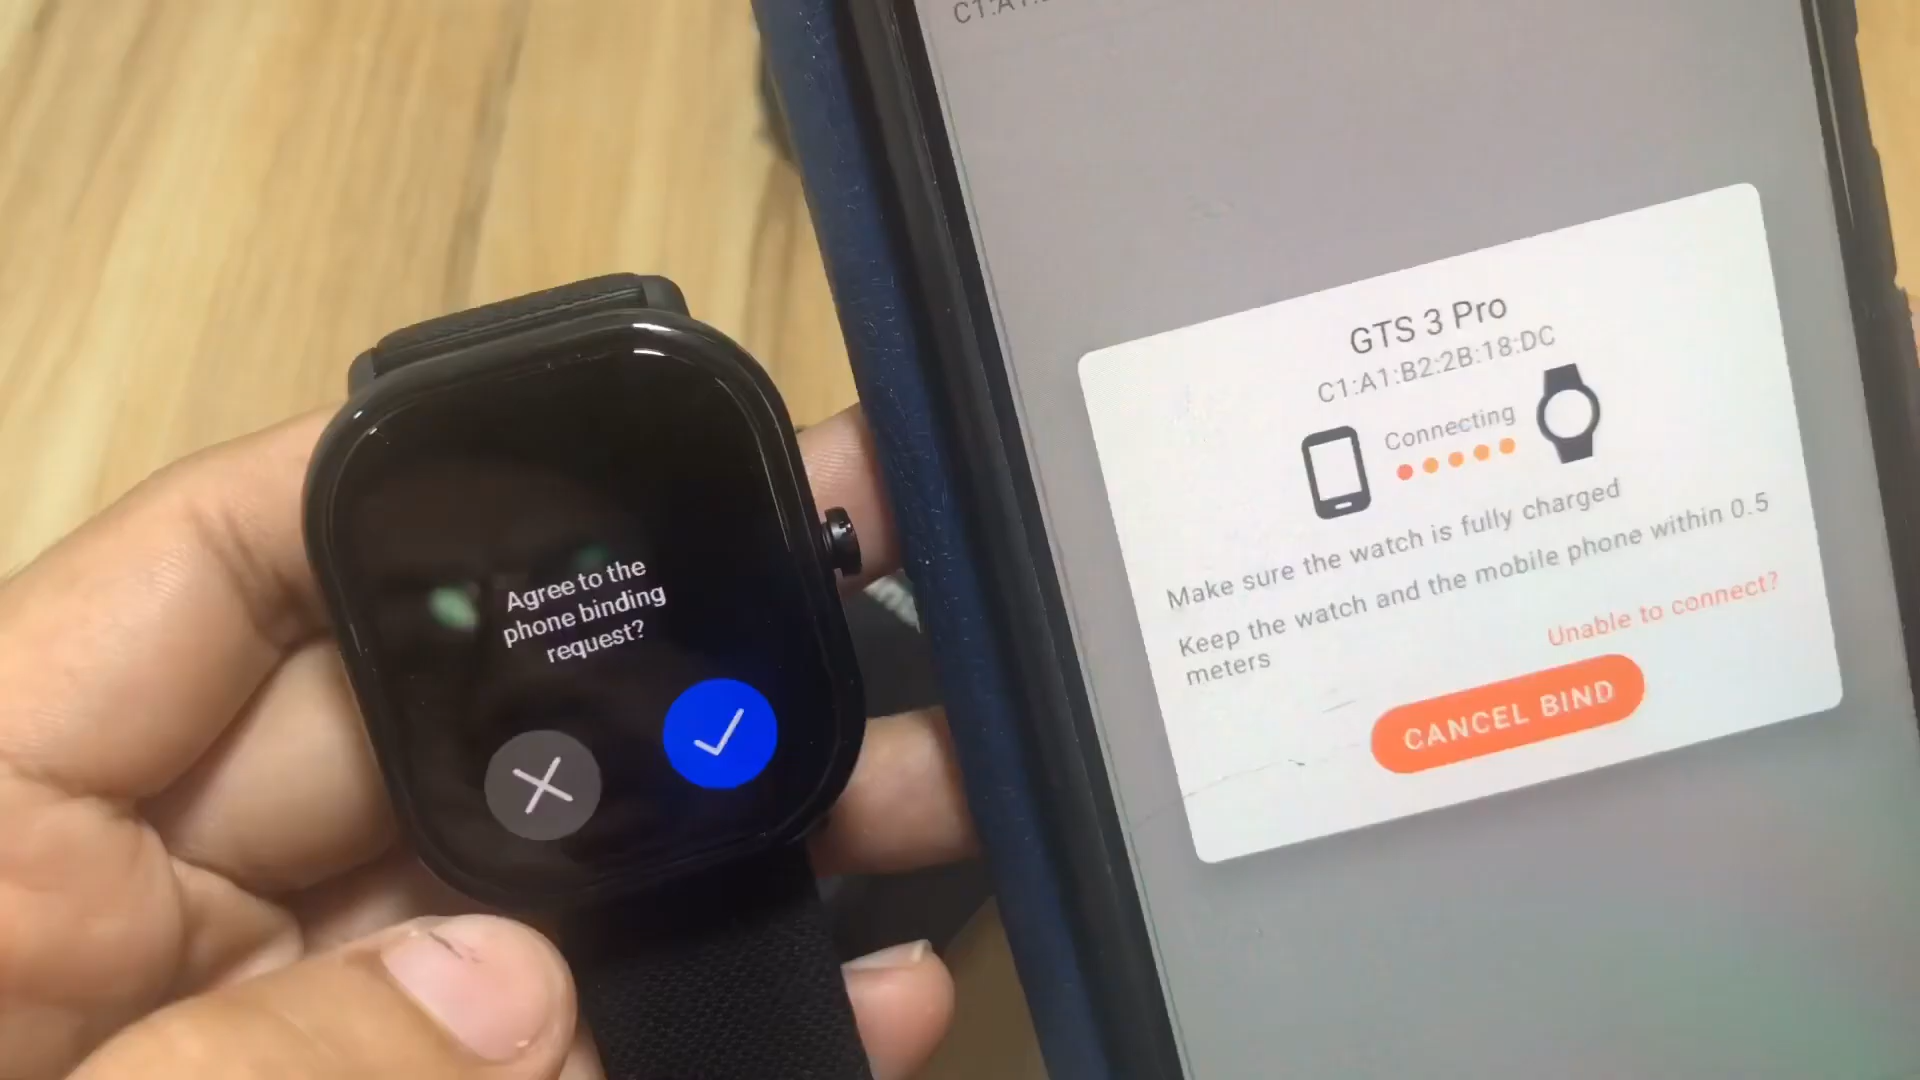 Agree to the
phone binding
request?
GTS 3 Pro
C1:A1:B2:2B:18:DC
Connecting
Make sure the watch is fully charged
Keep the watch and the mobile phone within 0.5
meters
Unable to connect?
CANCEL BIND